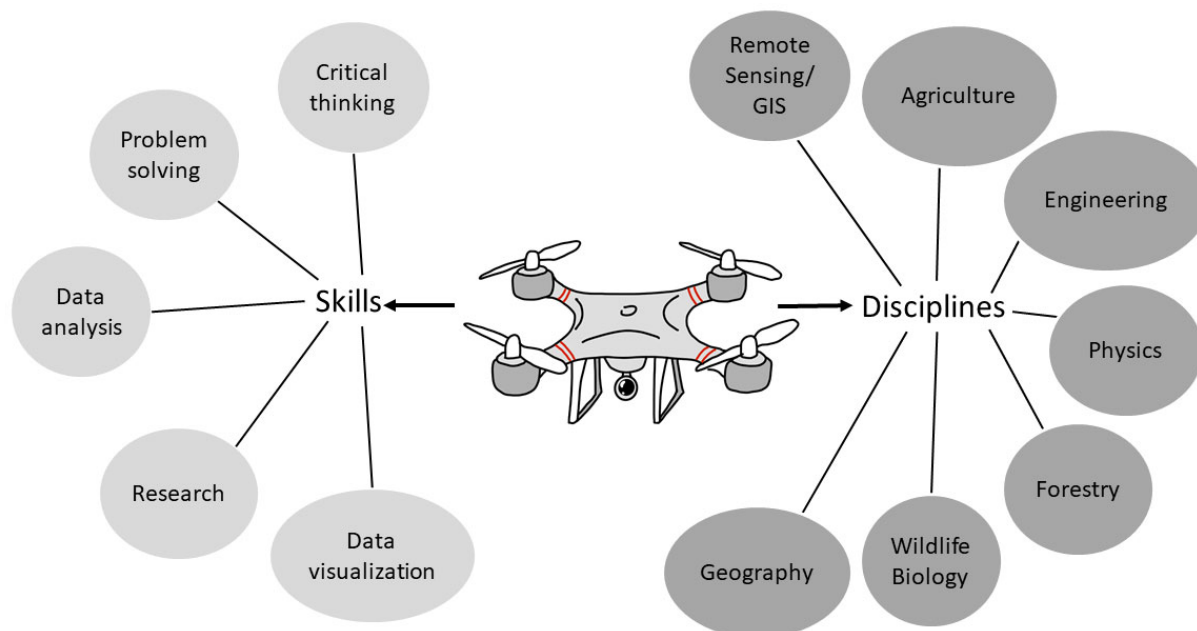 Critical
thinking
Problem
solving
Data
analysis
Skills
Research
Data
visualization
Remote
Sensing/
GIS
Agriculture
Engineering
Disciplines
Physics
Forestry
Wildlife
Biology
Geography